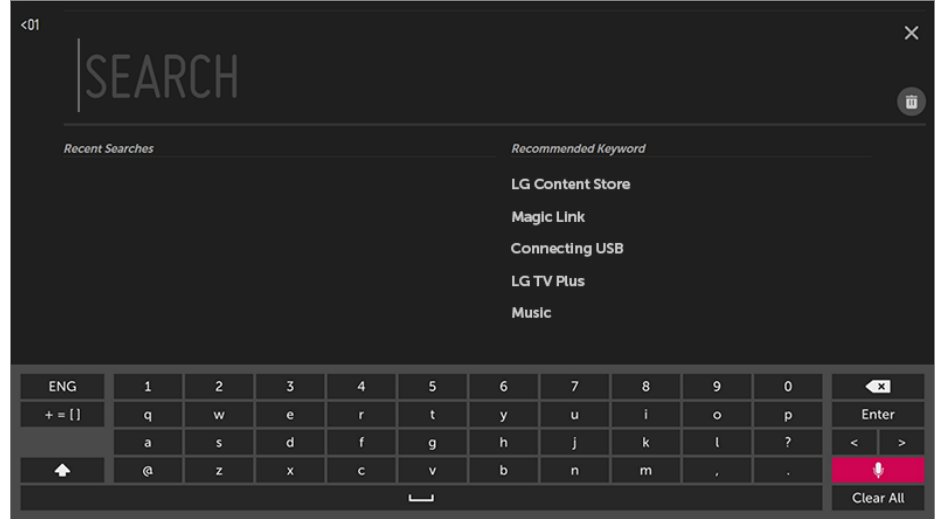 <01
SEARCH
Recent Searches
Recommended Keyword
LG Content Store
Magic Link
Connecting USB
LG TV Plus
Music
ENG 1 2 3 4 5 6 7 8 9 0
+ = [ ] q w e r t y u i o p Enter
a s d f g h j k l ? < >
@ z x c v b n m , .
Clear All